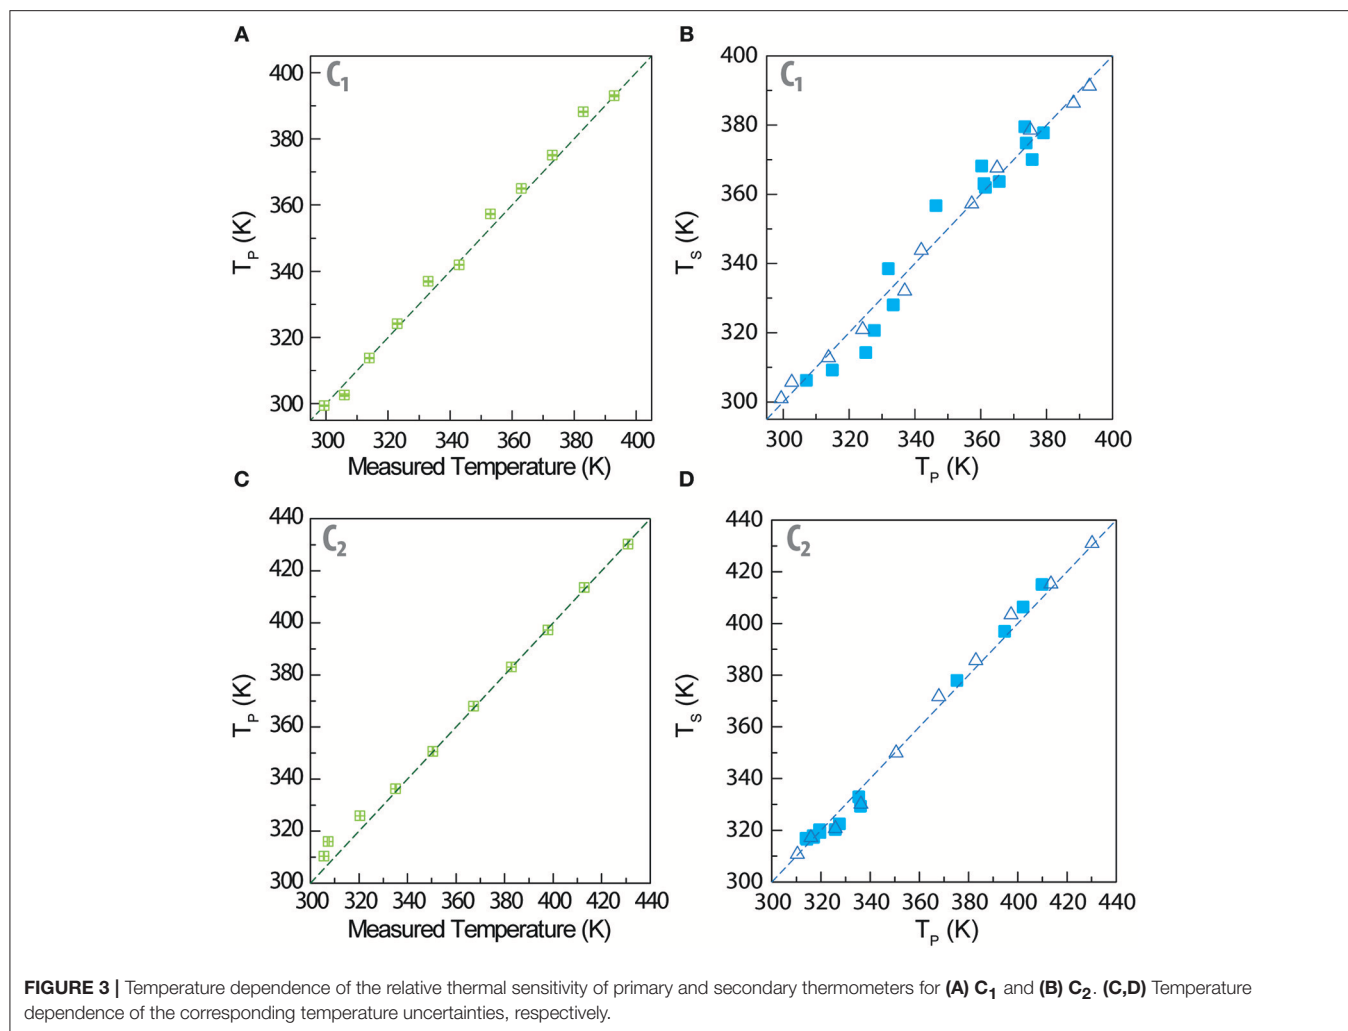 A
B
C1
400
380
360
340
320
300
TP (K)
300 320 340 360 380 400
Measured Temperature (K)
C1
400
380
360
340
320
300
TS (K)
300 320 340 360 380 400
TP (K)
C
D
C2
440
420
400
380
360
340
320
300
TP (K)
300 320 340 360 380 400 420 440
Measured Temperature (K)
C2
440
420
400
380
360
340
320
300
TS (K)
300 320 340 360 380 400 420 440
TP (K)
FIGURE 3 | Temperature dependence of the relative thermal sensitivity of primary and secondary thermometers for (A) C1 and (B) C2. (C,D) Temperature
dependence of the corresponding temperature uncertainties, respectively.